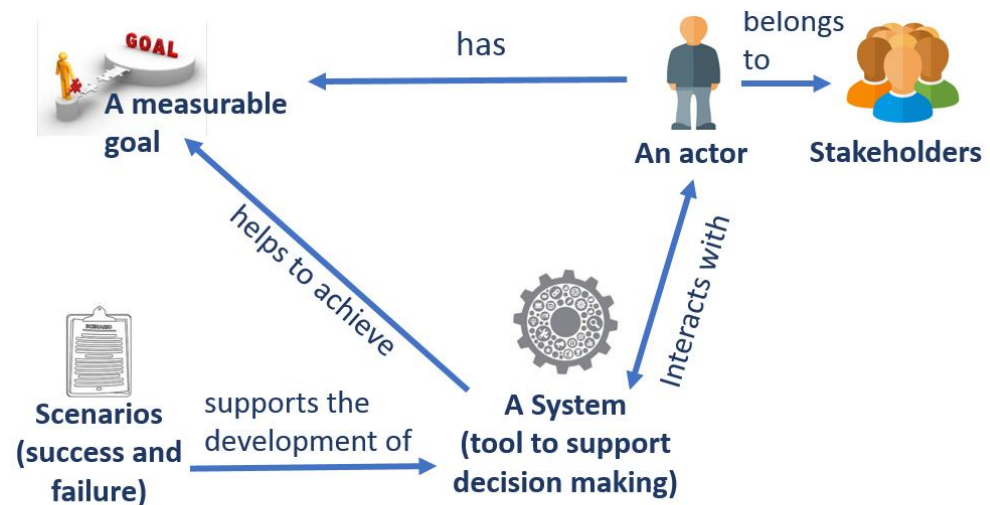 GOAL
A measurable
goal
has
belongs
to
An actor
Stakeholders
helps to achieve
Interacts with
SCENARIO
Scenarios
(success and
failure)
supports the
development of
A System
(tool to support
decision making)